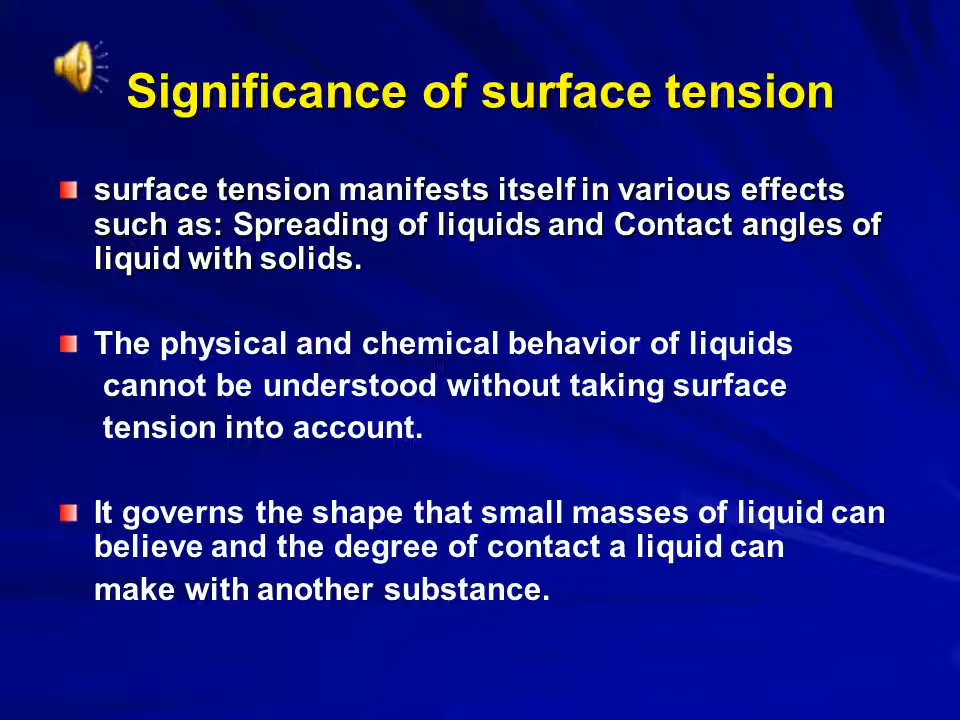 Significance of surface tension
surface tension manifests itself in various effects
such as: Spreading of liquids and Contact angles of
liquid with solids.
The physical and chemical behavior of liquids
cannot be understood without taking surface
tension into account.
It governs the shape that small masses of liquid can
believe and the degree of contact a liquid can
make with another substance.